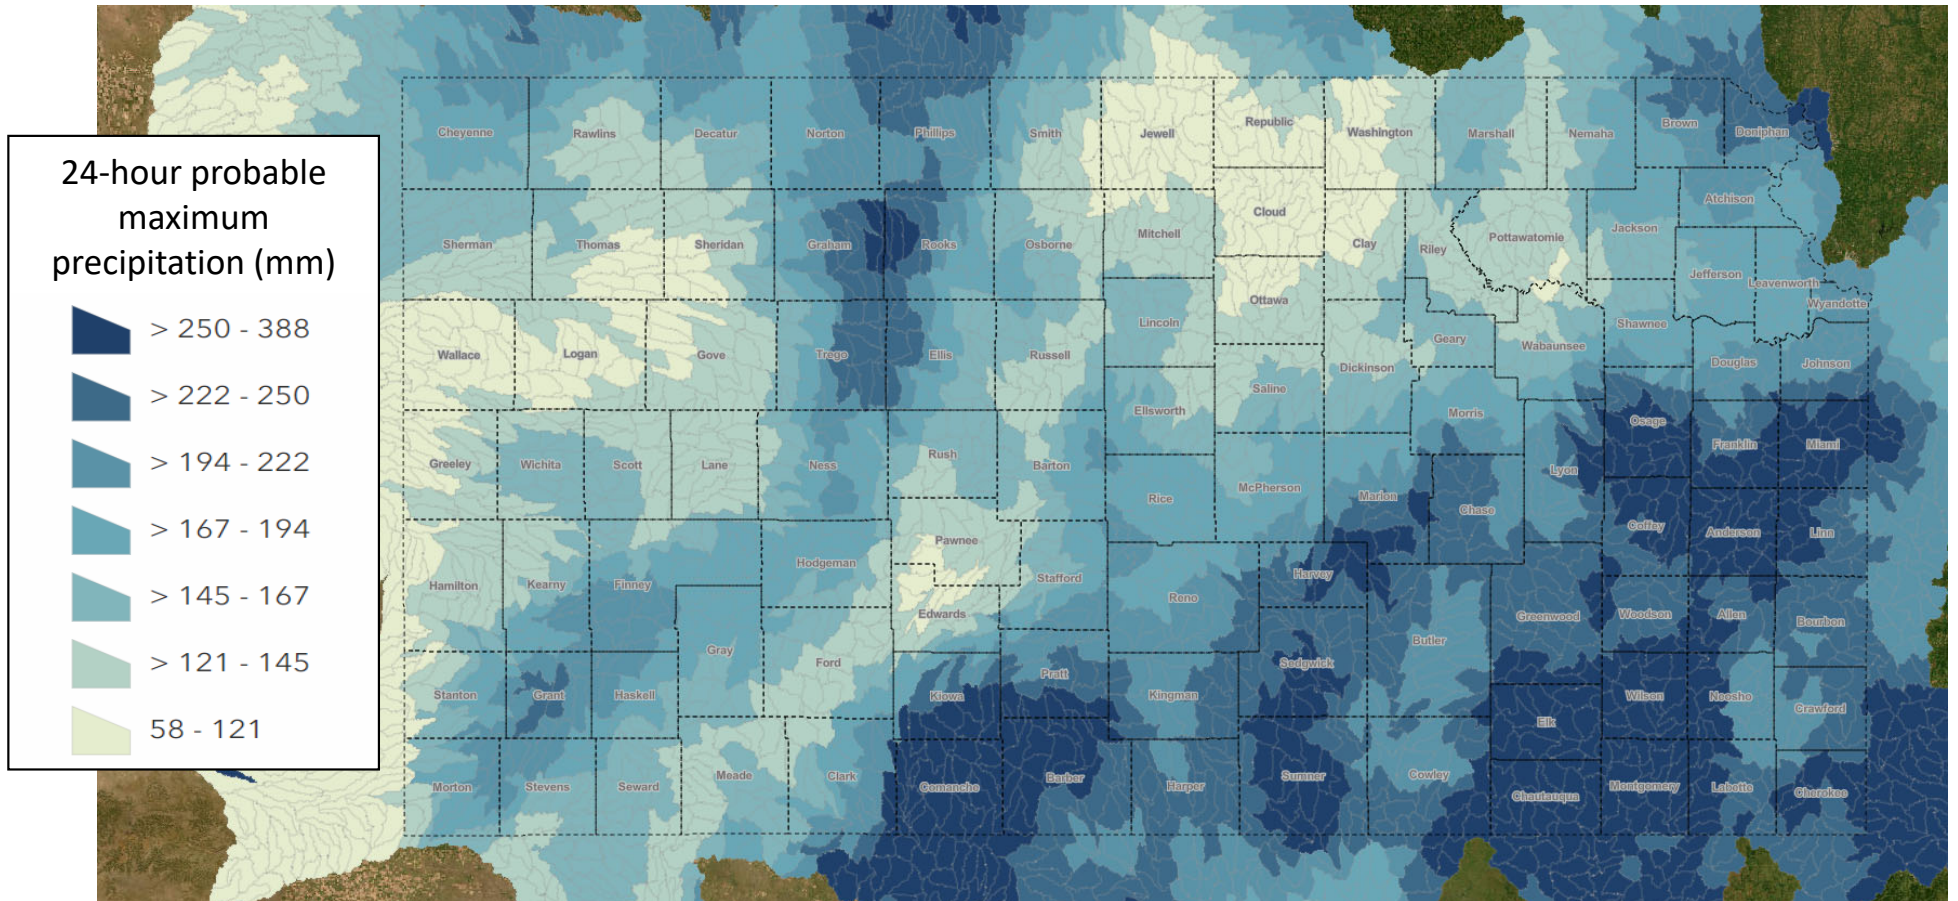 24-hour probable
maximum
precipitation (mm)
> 250 - 388
> 222 - 250
> 194 - 222
> 167 - 194
> 145 - 167
> 121 - 145
58 - 121
Cheyenne
Rawlins
Decatur
Norton
Phillips
Smith
Jewell
Republic
Washington
Marshall
Nemaha
Brown
Doniphan
Sherman
Thomas
Sheridan
Graham
Rooks
Osborne
Mitchell
Cloud
Clay
Riley
Pottawatomie
Jackson
Atchison
Jefferson
Leavenworth
Wyandotte
Wallace
Logan
Gove
Trego
Ellis
Russell
Lincoln
Ottawa
Dickinson
Geary
Wabaunsee
Shawnee
Douglas
Johnson
Greeley
Wichita
Scott
Lane
Ness
Rush
Barton
Ellsworth
Saline
Morris
Lyon
Osage
Franklin
Miami
Rice
McPherson
Marion
Chase
Coffey
Anderson
Linn
Hamilton
Kearny
Finney
Hodgeman
Pawnee
Edwards
Stafford
Reno
Harvey
Butler
Greenwood
Woodson
Allen
Bourbon
Stanton
Grant
Haskell
Gray
Ford
Kiowa
Pratt
Kingman
Sedgwick
Elk
Wilson
Neosho
Crawford
Morton
Stevens
Seward
Meade
Clark
Comanche
Barber
Harper
Sumner
Cowley
Chautauqua
Montgomery
Labette
Cherokee